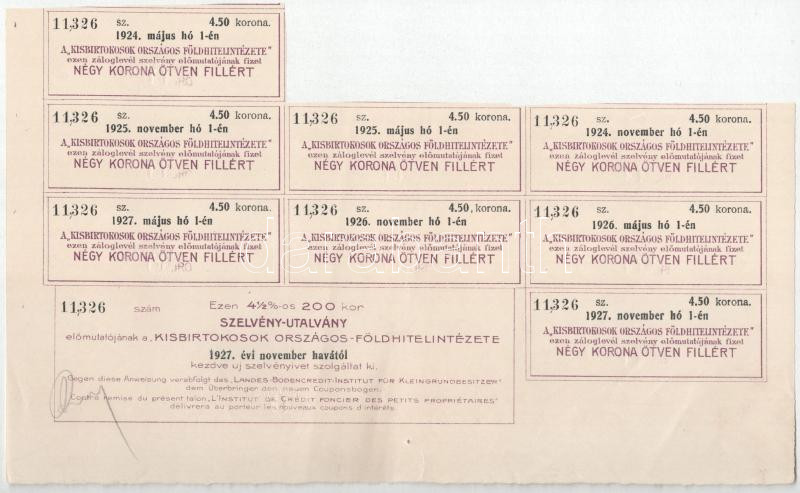 11,326 sz. 4.50 korona.
1924. május hó 1-én
A „KISBIRTOKOSOK ORSZÁGOS FÖLDHITELINTÉZETE"
ezen záloglevél szelvény előmutatójának fizet
NÉGY KORONA ÖTVEN FILLÉRT
11,326 sz. 4.50 korona.
1925. november hó 1-én
A „KISBIRTOKOSOK ORSZÁGOS FÖLDHITELINTÉZETE"
ezen záloglevél szelvény előmutatójának fizet
NÉGY KORONA ÖTVEN FILLÉRT
11,326 sz. 4.50 korona.
1925. május hó 1-én
A „KISBIRTOKOSOK ORSZÁGOS FÖLDHITELINTÉZETE"
ezen záloglevél szelvény előmutatójának fizet
NÉGY KORONA ÖTVEN FILLÉRT
11,326 sz. 4.50 korona.
1924. november hó 1-én
A „KISBIRTOKOSOK ORSZÁGOS FÖLDHITELINTÉZETE"
ezen záloglevél szelvény előmutatójának fizet
NÉGY KORONA ÖTVEN FILLÉRT
11,326 sz. 4.50 korona.
1927. május hó 1-én
A „KISBIRTOKOSOK ORSZÁGOS FÖLDHITELINTÉZETE"
ezen záloglevél szelvény előmutatójának fizet
NÉGY KORONA ÖTVEN FILLÉRT
11,326 sz. 4.50, korona.
1926. november hó 1-én
A „KISBIRTOKOSOK ORSZÁGOS FÖLDHITELINTÉZETE"
ezen záloglevél szelvény előmutatójának fizet
NÉGY KORONA ÖTVEN FILLÉRT
11,326 sz. 4.50 korona.
1926. május hó 1-én
A „KISBIRTOKOSOK ORSZÁGOS FÖLDHITELINTÉZETE"
ezen záloglevél szelvény előmutatójának fizet
NÉGY KORONA ÖTVEN FILLÉRT
11,326 sz. 4.50 korona.
1927. november hó 1-én
A „KISBIRTOKOSOK ORSZÁGOS FÖLDHITELINTÉZETE"
ezen záloglevél szelvény előmutatójának fizet
NÉGY KORONA ÖTVEN FILLÉRT
11,326 szám Ezen 4½%-os 200 kor
SZELVÉNY-UTALVÁNY
előmutatójának a „KISBIRTOKOSOK ORSZÁGOS-FÖLDHITELINTÉZETE
1927. évi november havától
kezdve uj szelvényivet szolgáltat ki.
Gegen diese Anweisung verabfolgt das „LANDES-BODENCREDIT-INSTITUT FÜR KLEINGRUNDBESITZER"
dem Überbringer den neuen Couponsbogen.
Contre remise du présent talon „L'INSTITUT DE CRÉDIT FONCIER DES PETITS PROPRIÉTAIRES"
délivrera au porteur les nouveaux coupons d'intérêts.
darabanth